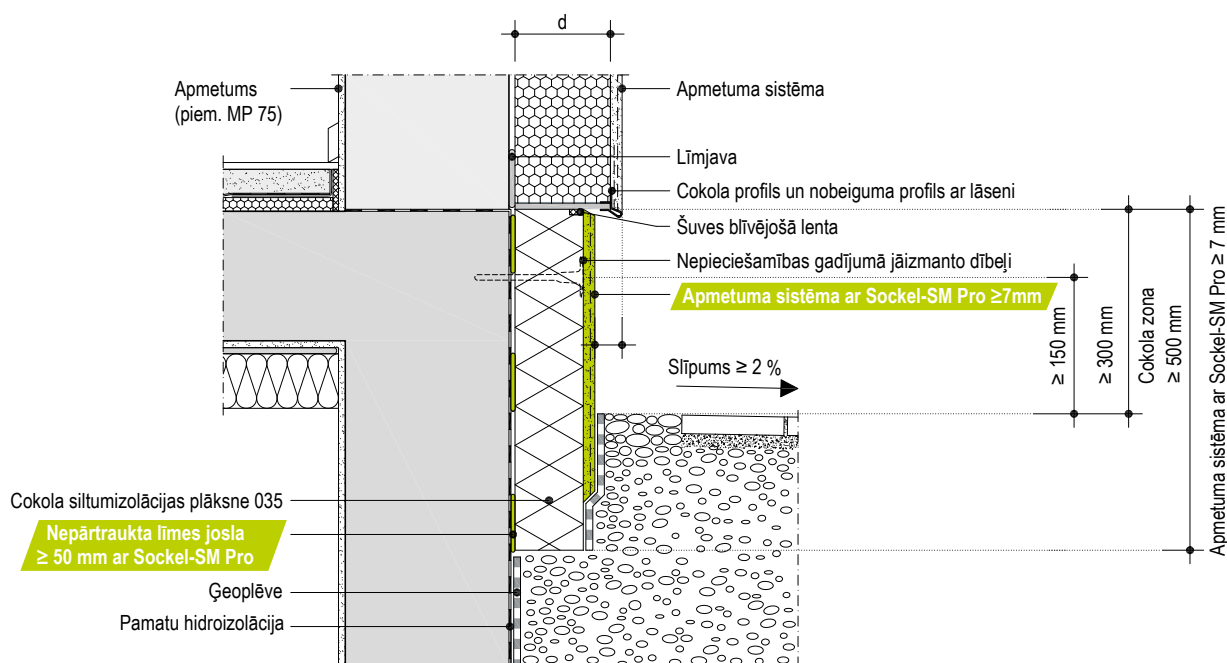 d
Apmetums
(piem. MP 75)
Apmetuma sistēma
Līmjava
Cokola profils un nobeiguma profils ar lāseni
Šuves blīvējošā lenta
Nepieciešamības gadījumā jāizmanto dībeļi
Apmetuma sistēma ar Sockel-SM Pro ≥7mm
Slīpums ≥ 2 %
≥ 150 mm
≥ 300 mm
Cokola zona
≥ 500 mm
Apmetuma sistēma ar Sockel-SM Pro ≥ 7 mm
Cokola siltumizolācijas plāksne 035
Nepārtraukta līmes josla
≥ 50 mm ar Sockel-SM Pro
Ģeoplēve
Pamatu hidroizolācija